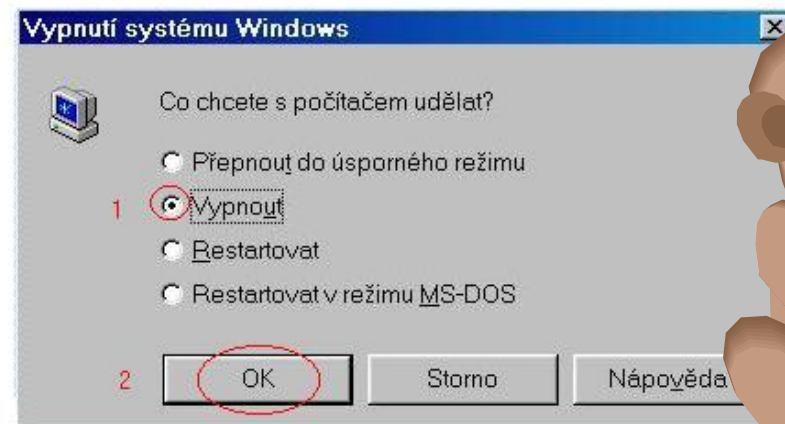 Vypnutí systému Windows
Co chcete s počítačem udělat?
Přepnout do úsporného režimu
1 Vypnout
Restartovat
Restartovat v režimu MS-DOS
2 OK Storno Nápověda